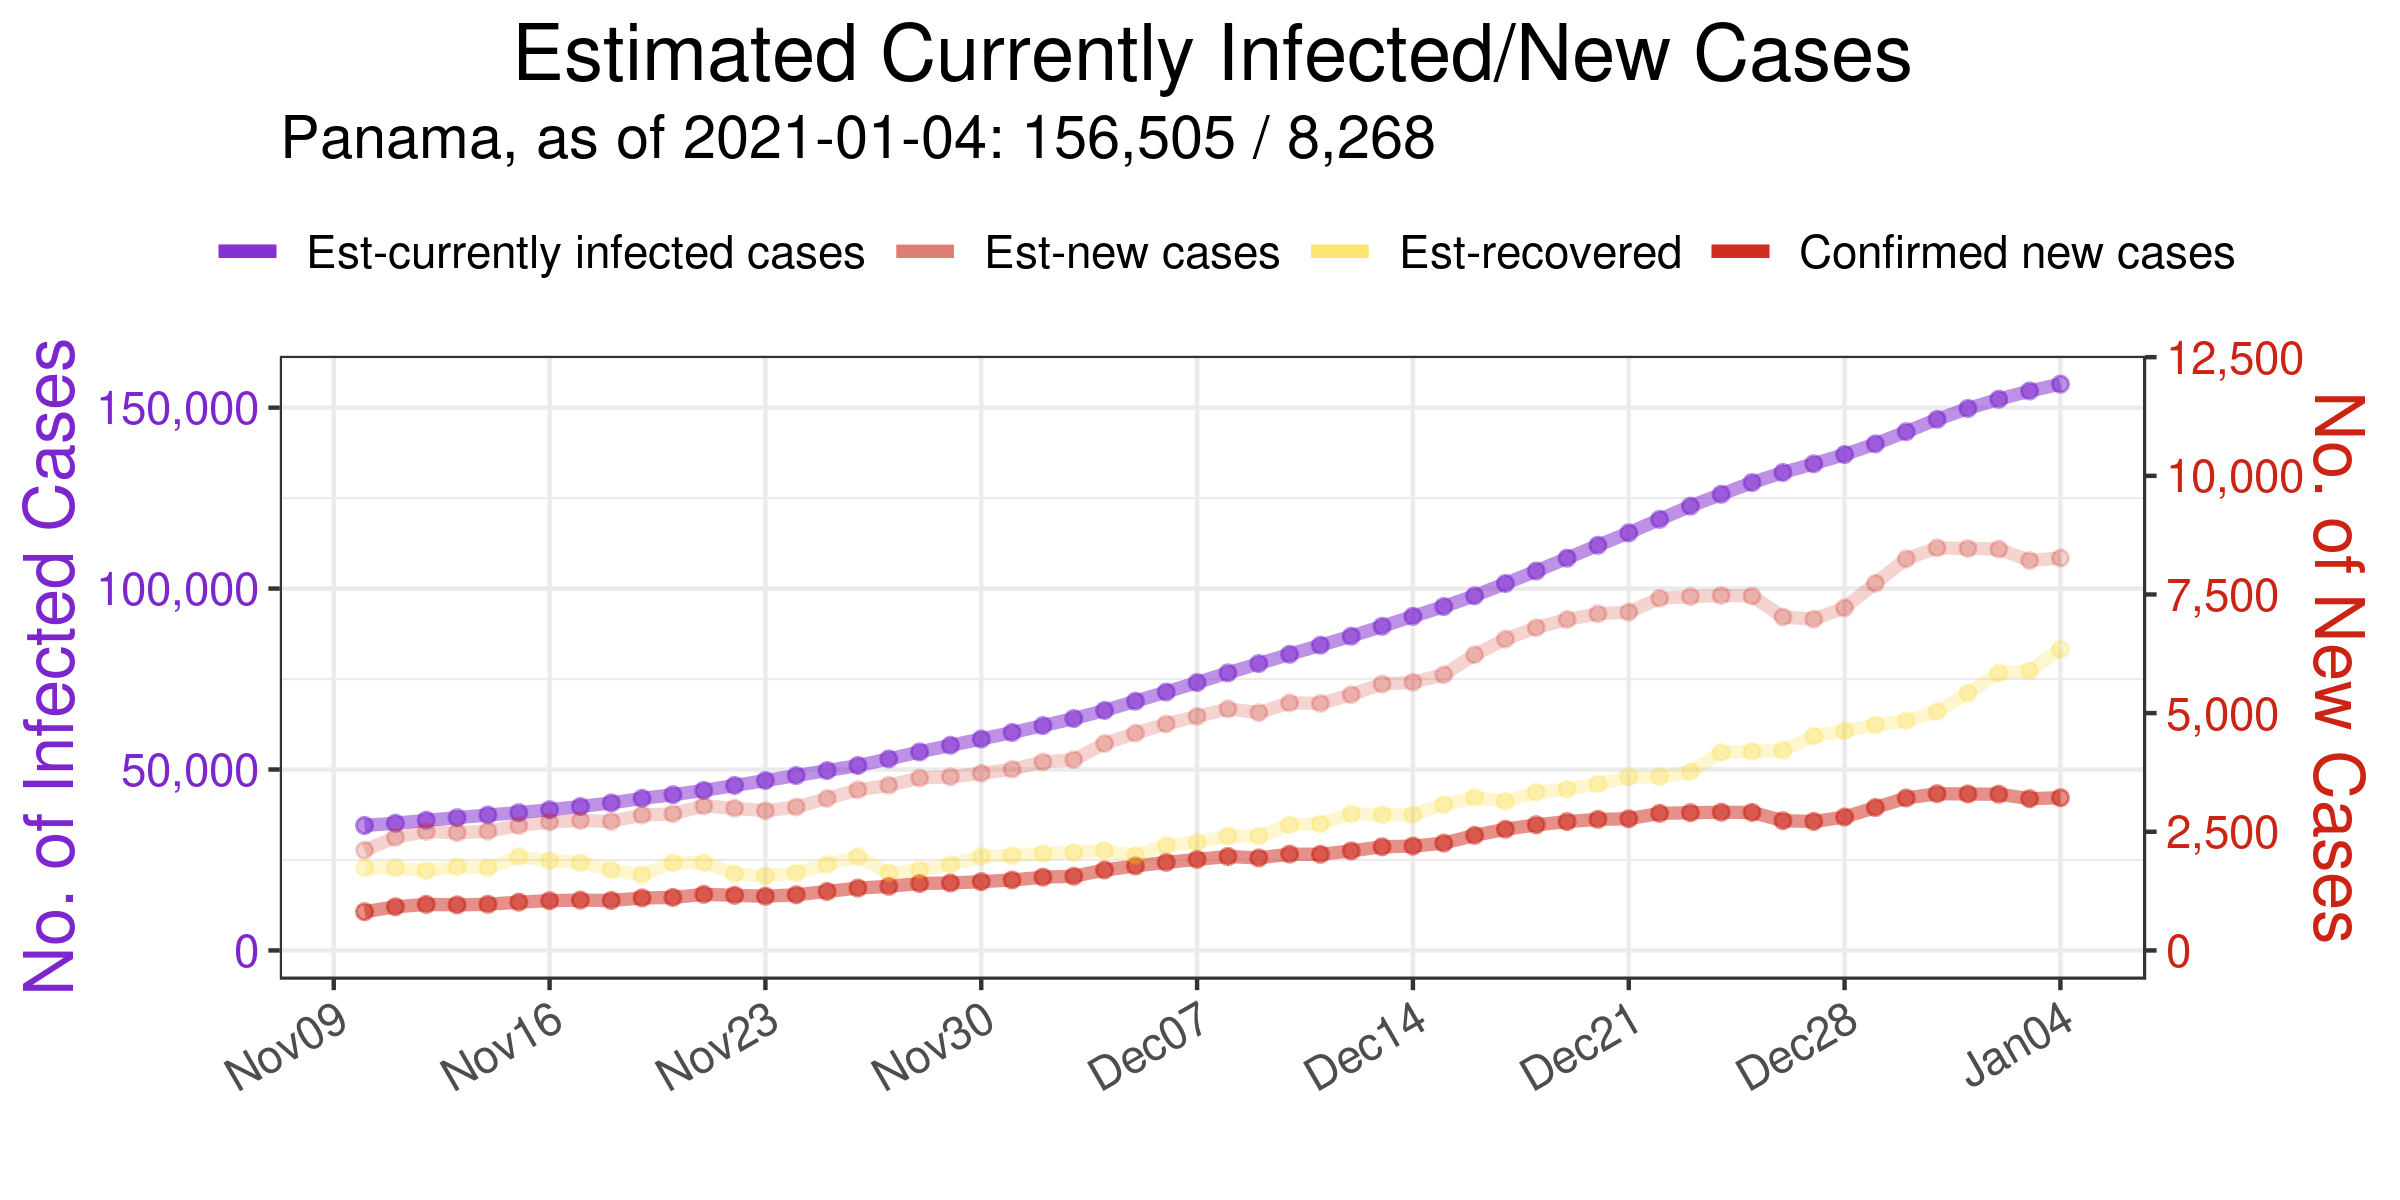 Estimated Currently Infected/New Cases
Panama, as of 2021-01-04: 156,505 / 8,268
Est-currently infected cases Est-new cases Est-recovered Confirmed new cases
No. of Infected Cases
150,000
100,000
50,000
0
12,500
10,000
7,500
5,000
2,500
0
No. of New Cases
Nov09 Nov16 Nov23 Nov30 Dec07 Dec14 Dec21 Dec28 Jan04